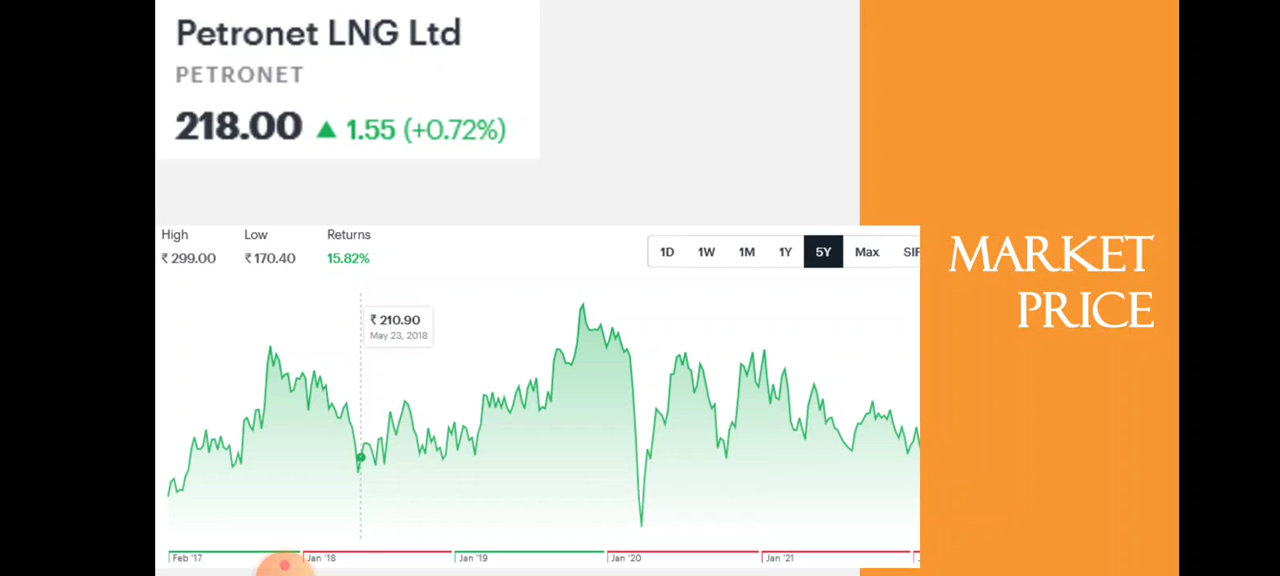 Petronet LNG Ltd
PETRONET
218.00 ▲ 1.55 (+0.72%)
High Low Returns
₹ 299.00 ₹ 170.40 15.82%
1D 1W 1M 1Y 5Y Max SIP
MARKET
PRICE
₹ 210.90
May 23, 2018
Feb '17 Jan '18 Jan '19 Jan '20 Jan '21